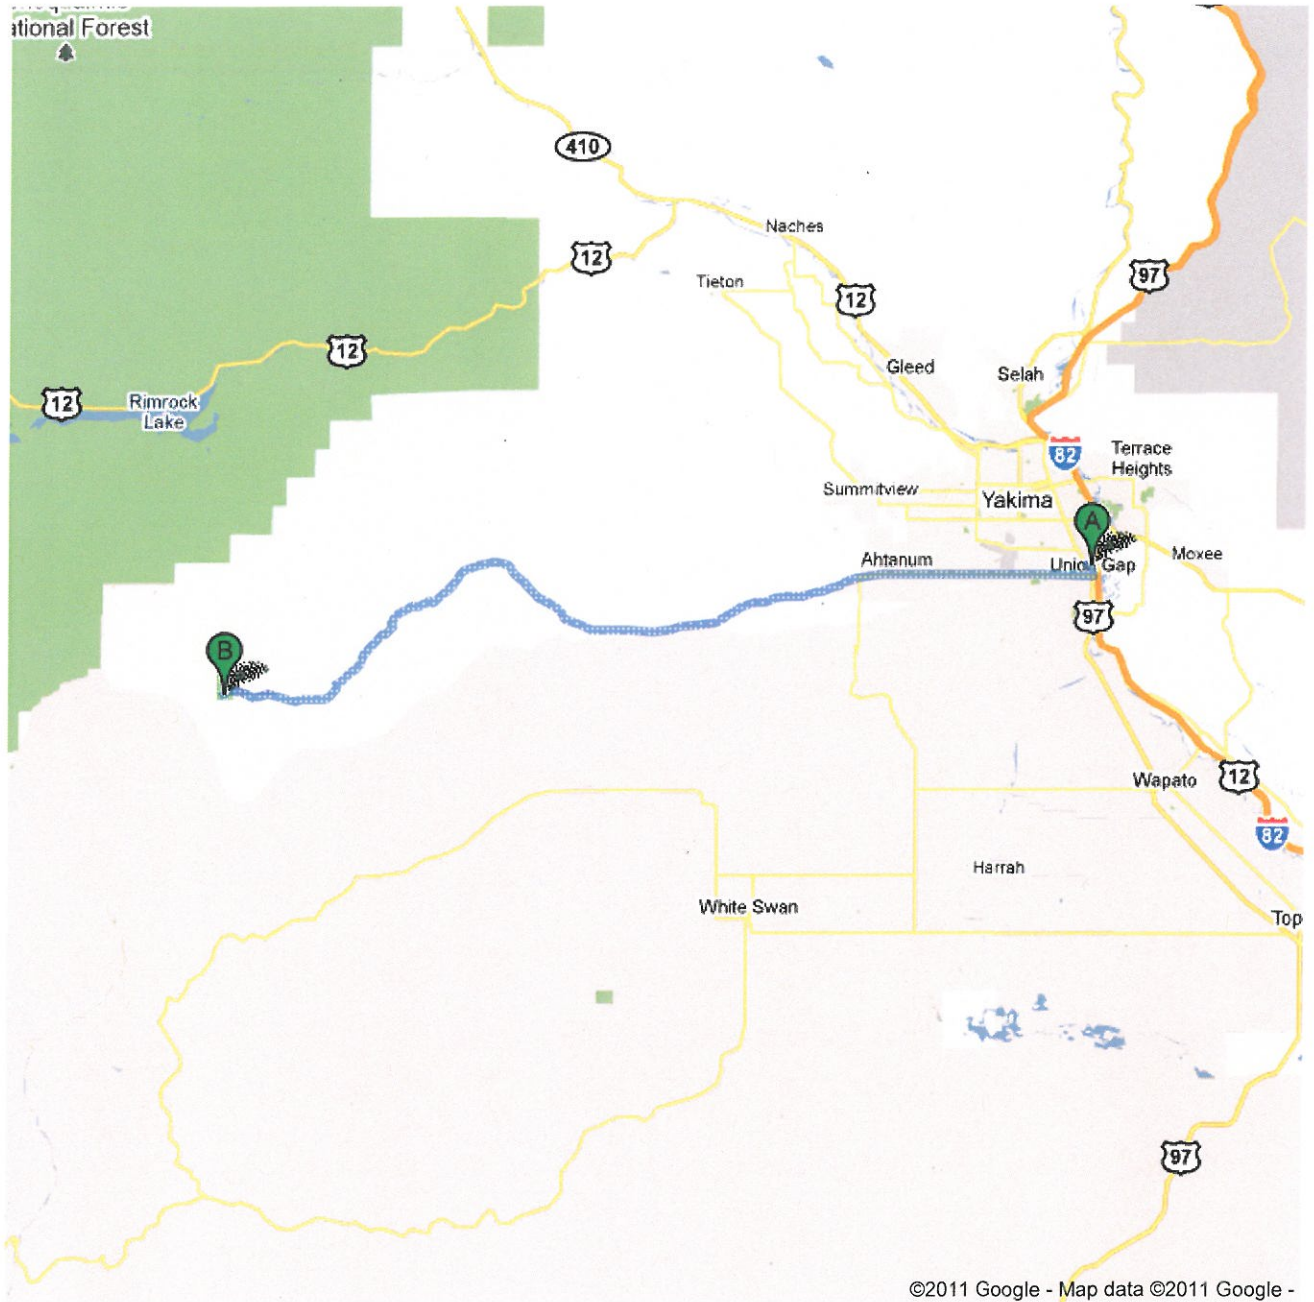 ational Forest
410
Naches
12
97
Tieton
12
12
Gleed
Selah
12
Rimrock
Lake
82
Terrace
Heights
Summitview
Yakima
A
Moxee
Ahtanum
Union Gap
97
B
Wapato
12
82
Harrah
White Swan
Top
97
©2011 Google - Map data ©2011 Google -